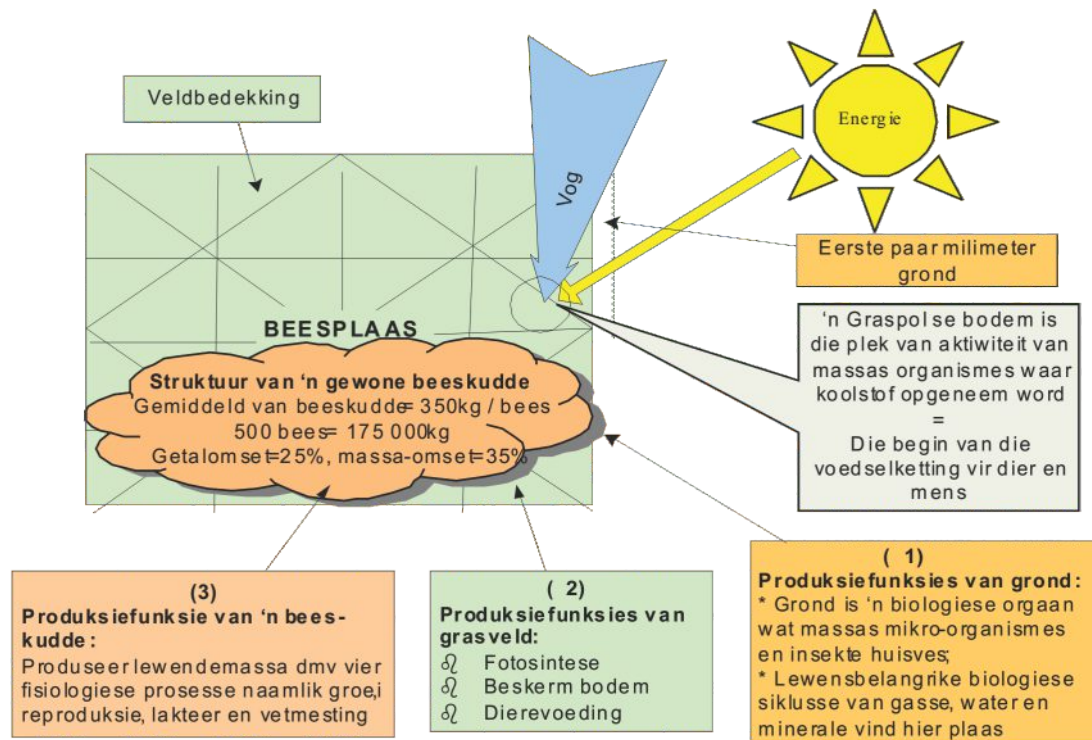 Veldbedekking
Vog
Energie
Eerste paar milimeter
grond
BEESPLAAS
Struktuur van ‘n gewone beeskudde
Gemiddeld van beeskudde= 350kg / bees
500 bees= 175 000kg
Getalomset=25%, massa-omset=35%
‘n Graspol se bodem is
die plek van aktiwiteit van
massas organismes waar
koolstof opgeneem word
=
Die begin van die
voedselketting vir dier en
mens
(3)
Produksiefunksie van ‘n bees-
kudde:
Produseer lewendemassa dmv vier
fisiologiese prosesse naamlik groe,i
reproduksie, lakteer en vetmesting
( 2)
Produksiefunksies van
grasveld:
♌ Fotosintese
♌ Beskerm bodem
♌ Dierevoeding
( 1)
Produksiefunksies van grond:
* Grond is ‘n biologiese orgaan
wat massas mikro-organismes
en insekte huisves;
* Lewensbelangrike biologiese
siklusse van gasse, water en
minerale vind hier plaas